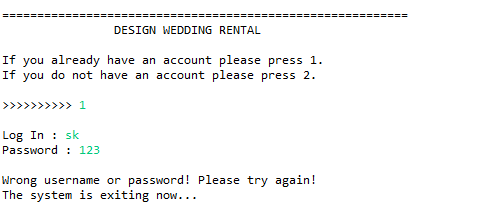 ==========================================================
DESIGN WEDDING RENTAL
If you already have an account please press 1.
If you do not have an account please press 2.
>>>>>>>>>> 1
Log In : sk
Password : 123
Wrong username or password! Please try again!
The system is exiting now...